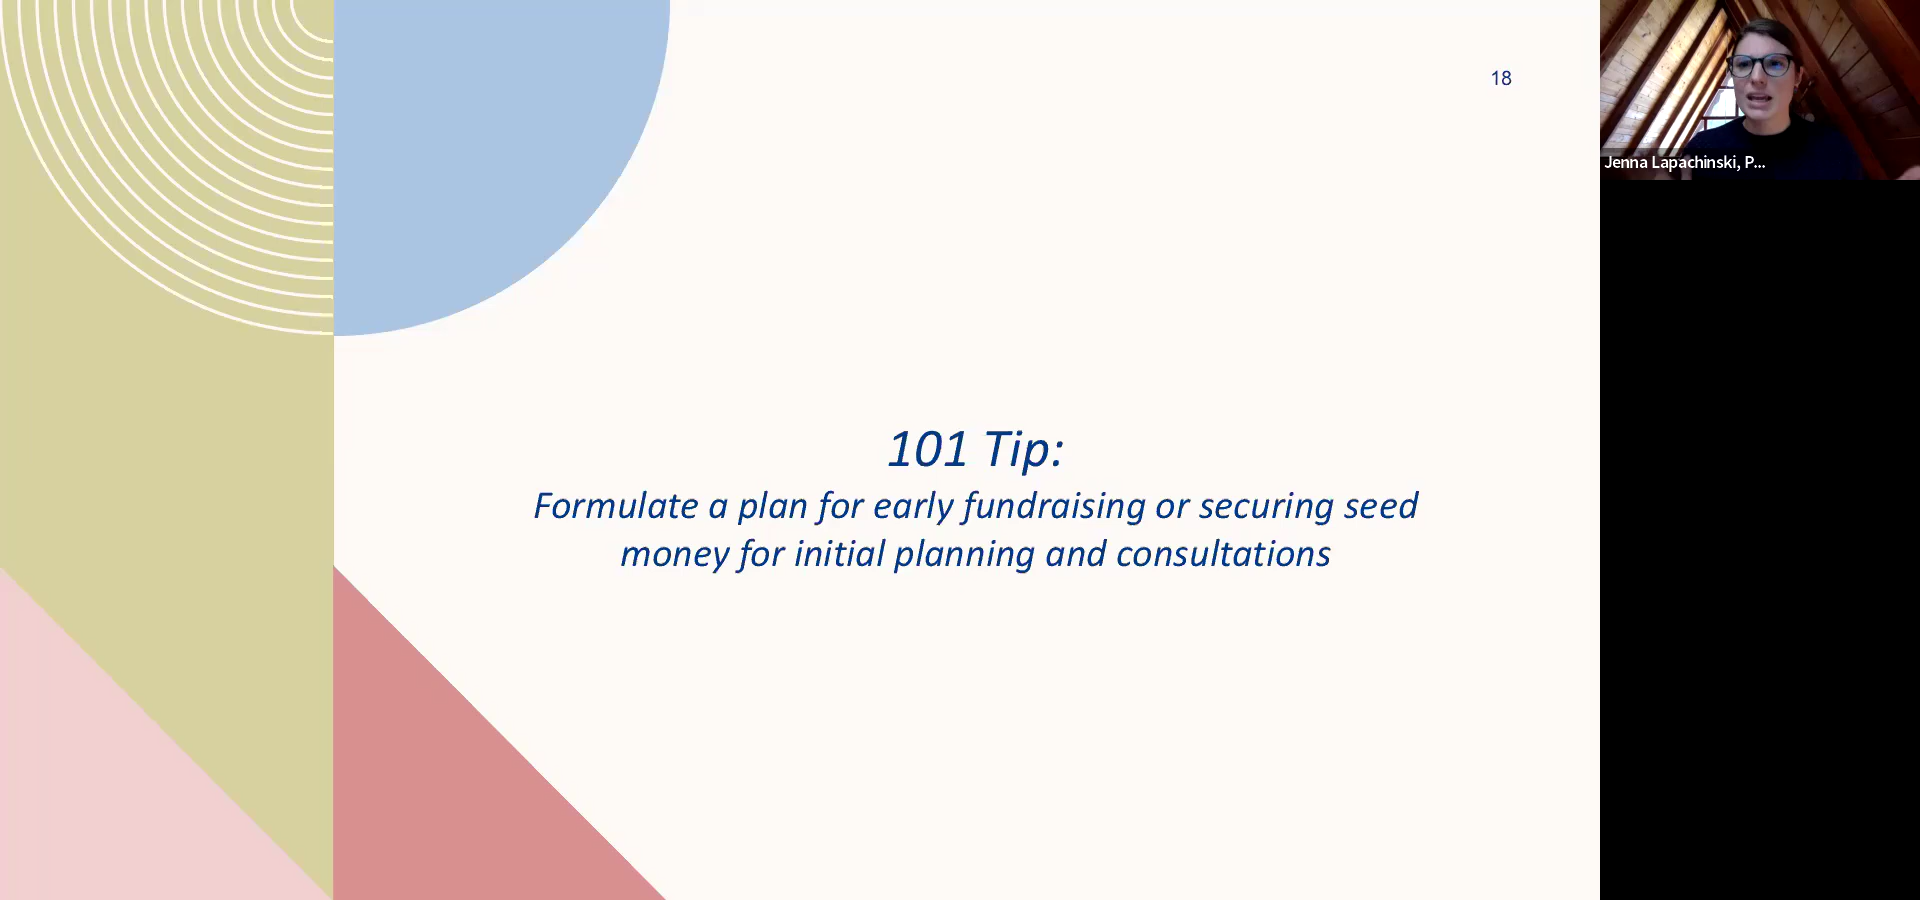 18
Jenna Lapachinski, P...
101 Tip:
Formulate a plan for early fundraising or securing seed
money for initial planning and consultations